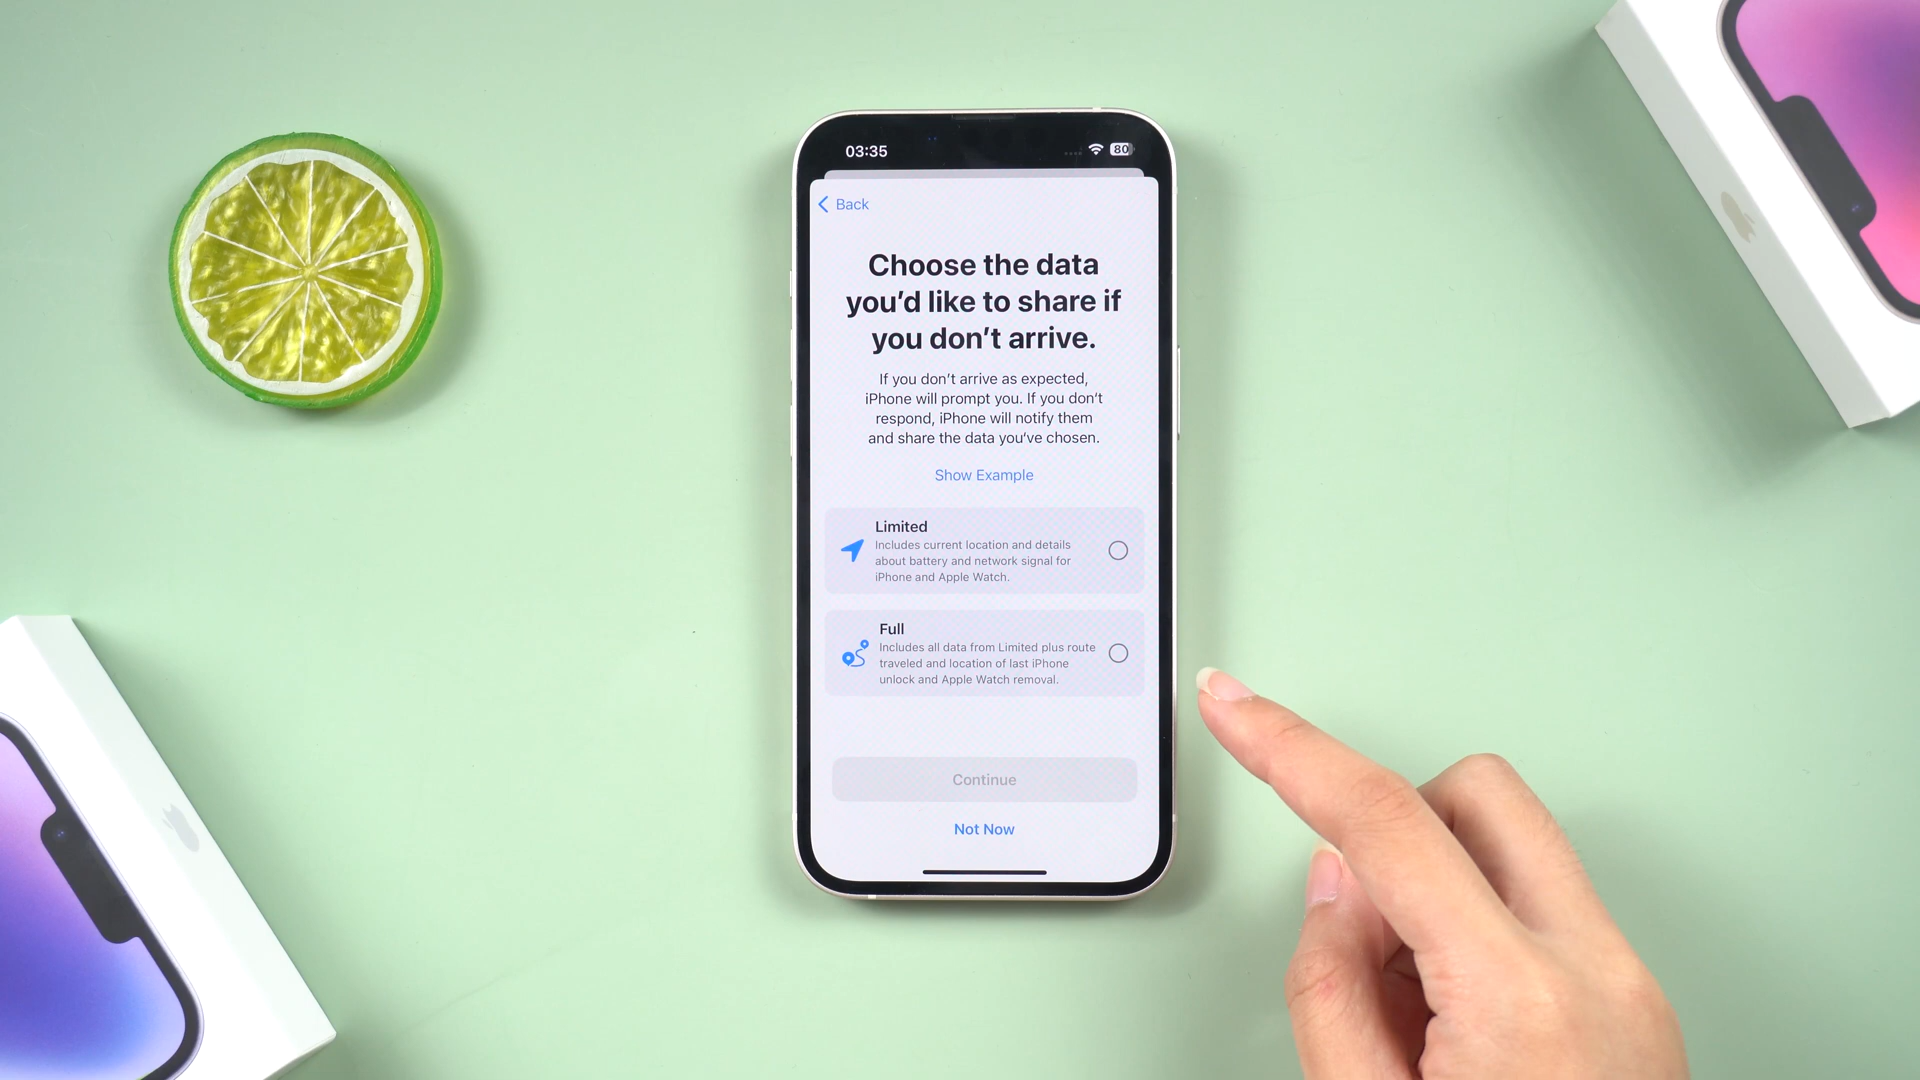 03:35
80
Back
Choose the data
you'd like to share if
you don't arrive.
If you don't arrive as expected,
iPhone will prompt you. If you don't
respond, iPhone will notify them
and share the data you've chosen.
Show Example
Limited
Includes current location and details
about battery and network signal for
iPhone and Apple Watch.
Full
Includes all data from Limited plus route
traveled and location of last iPhone
unlock and Apple Watch removal.
Continue
Not Now